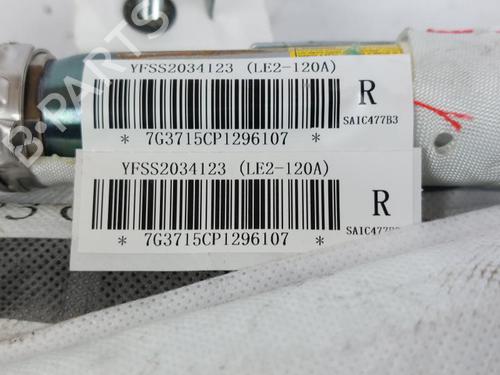 YFSS2034123 (LE2-120A)
R
SAIC477B3
* 7G3715CP1296107 *
YFSS2034123 (LE2-120A)
R
* 7G3715CP1296107 *
B-PARTS